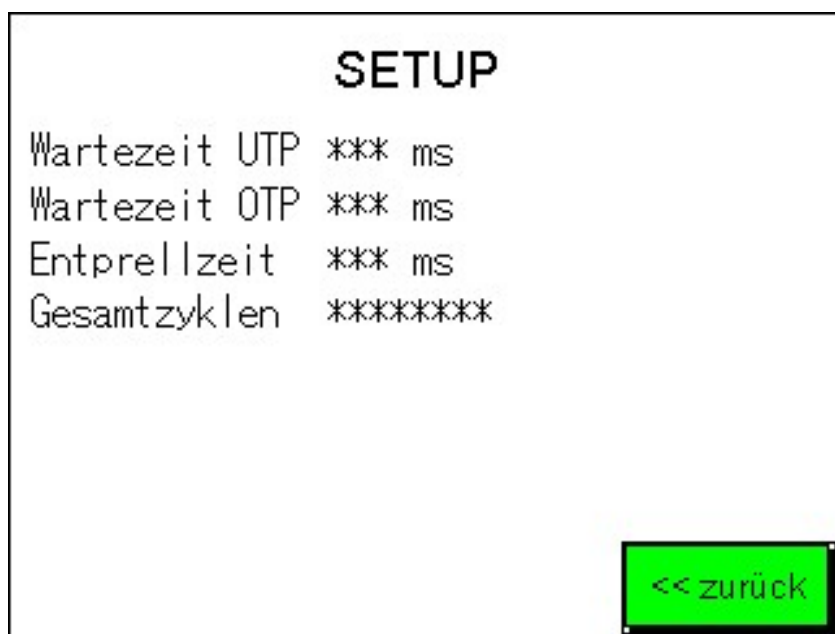 SETUP
Wartezeit UTP *** ms
Wartezeit OTP *** ms
Entprellzeit *** ms
Gesamtzyklen ********
<< zurück